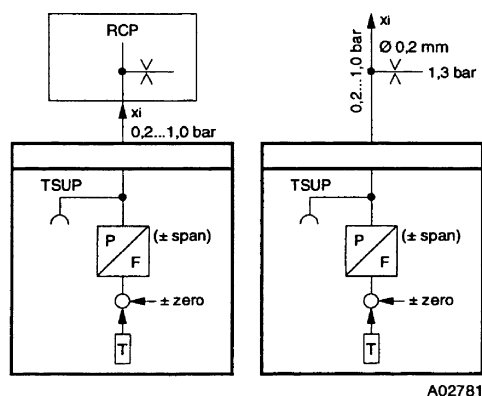 RCP
xi
0,2...1,0 bar
TSUP
P
F
(± span)
± zero
T
xi
0,2...1,0 bar
Ø 0,2 mm
1,3 bar
TSUP
P
F
(± span)
± zero
T
A02781